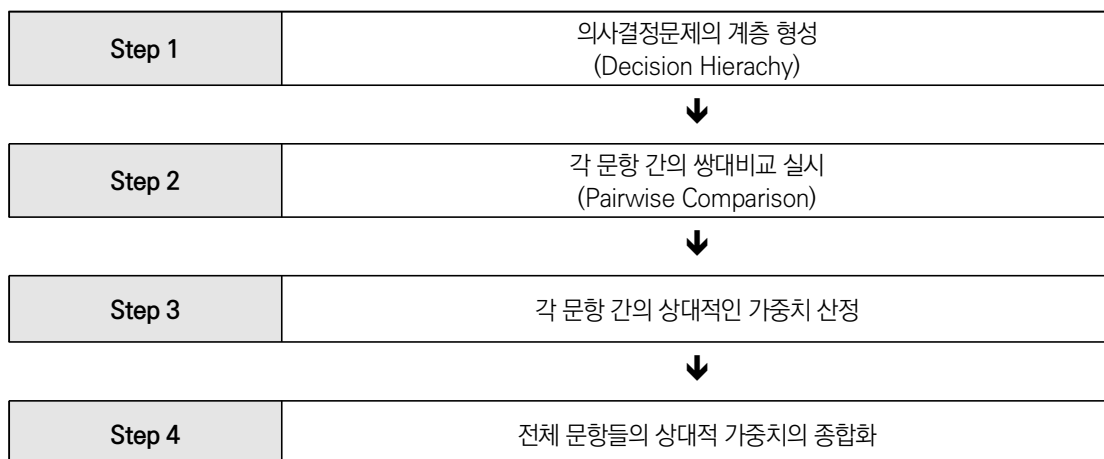 Step 1
의사결정문제의 계층 형성
(Decision Hierachy)
Step 2
각 문항 간의 쌍대비교 실시
(Pairwise Comparison)
Step 3
각 문항 간의 상대적인 가중치 산정
Step 4
전체 문항들의 상대적 가중치의 종합화